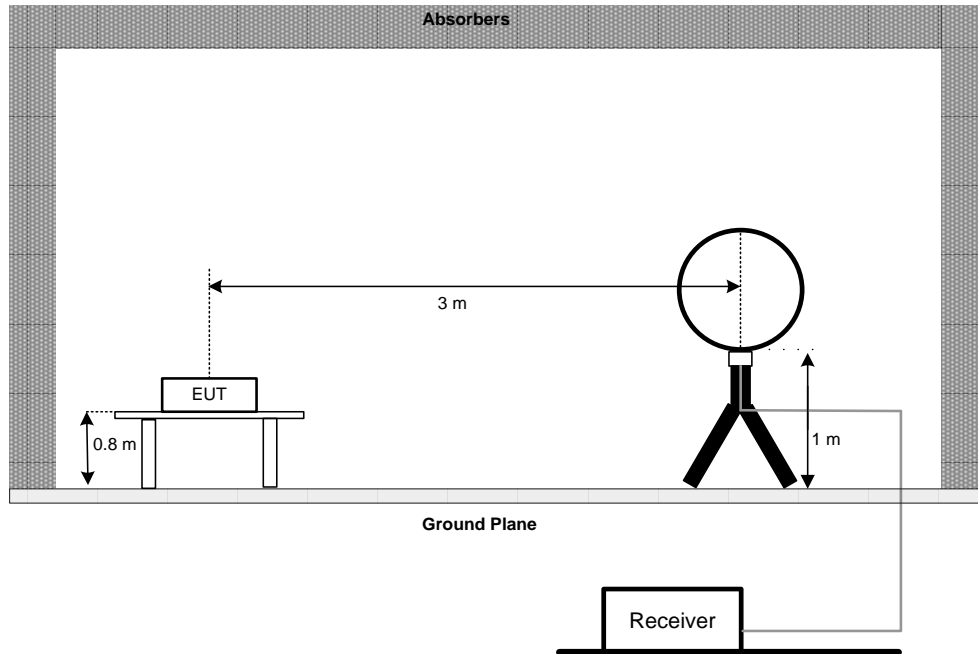 Absorbers
3 m
EUT
0.8 m
1 m
Ground Plane
Receiver